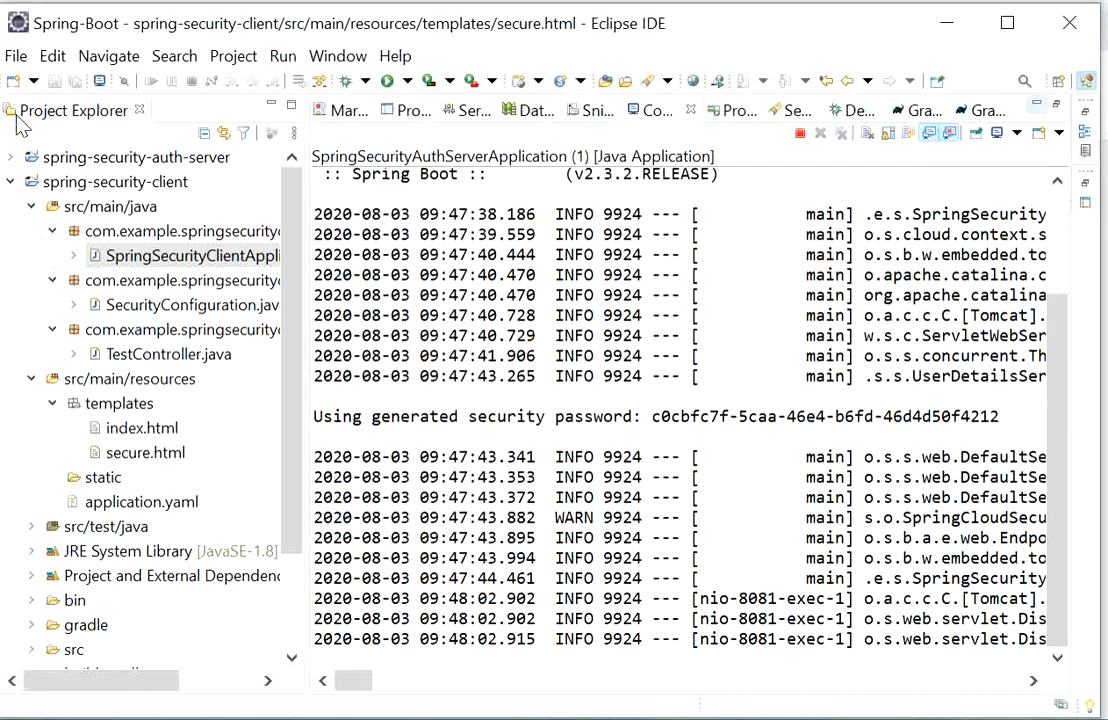 Spring-Boot - spring-security-client/src/main/resources/templates/secure.html - Eclipse IDE
File Edit Navigate Search Project Run Window Help
Project Explorer
Mar... Pro... Ser... Dat... Sni... Co... Pro... Se... De... Gra... Gra...
spring-security-auth-server
spring-security-client
src/main/java
com.example.springsecurity
SpringSecurityClientAppli
com.example.springsecurity
SecurityConfiguration.jav
com.example.springsecurity
TestController.java
src/main/resources
templates
index.html
secure.html
static
application.yaml
src/test/java
JRE System Library [JavaSE-1.8]
Project and External Dependenc
bin
gradle
src
SpringSecurityAuthServerApplication (1) [Java Application]
:: Spring Boot :: (v2.3.2.RELEASE)
2020-08-03 09:47:38.186 INFO 9924 --- [ main] .e.s.SpringSecurity
2020-08-03 09:47:39.559 INFO 9924 --- [ main] o.s.cloud.context.s
2020-08-03 09:47:40.444 INFO 9924 --- [ main] o.s.b.w.embedded.to
2020-08-03 09:47:40.470 INFO 9924 --- [ main] o.apache.catalina.c
2020-08-03 09:47:40.470 INFO 9924 --- [ main] org.apache.catalina
2020-08-03 09:47:40.728 INFO 9924 --- [ main] o.a.c.c.C.[Tomcat].
2020-08-03 09:47:40.729 INFO 9924 --- [ main] w.s.c.ServletWebSer
2020-08-03 09:47:41.906 INFO 9924 --- [ main] o.s.s.concurrent.Th
2020-08-03 09:47:43.265 INFO 9924 --- [ main] .s.s.UserDetailsSer
Using generated security password: c0cbfc7f-5caa-46e4-b6fd-46d4d50f4212
2020-08-03 09:47:43.341 INFO 9924 --- [ main] o.s.s.web.DefaultSe
2020-08-03 09:47:43.353 INFO 9924 --- [ main] o.s.s.web.DefaultSe
2020-08-03 09:47:43.372 INFO 9924 --- [ main] o.s.s.web.DefaultSe
2020-08-03 09:47:43.882 WARN 9924 --- [ main] s.o.SpringCloudSecu
2020-08-03 09:47:43.895 INFO 9924 --- [ main] o.s.b.a.e.web.Endpo
2020-08-03 09:47:43.994 INFO 9924 --- [ main] o.s.b.w.embedded.to
2020-08-03 09:47:44.461 INFO 9924 --- [ main] .e.s.SpringSecurity
2020-08-03 09:48:02.902 INFO 9924 --- [nio-8081-exec-1] o.a.c.c.C.[Tomcat].
2020-08-03 09:48:02.902 INFO 9924 --- [nio-8081-exec-1] o.s.web.servlet.Dis
2020-08-03 09:48:02.915 INFO 9924 --- [nio-8081-exec-1] o.s.web.servlet.Dis